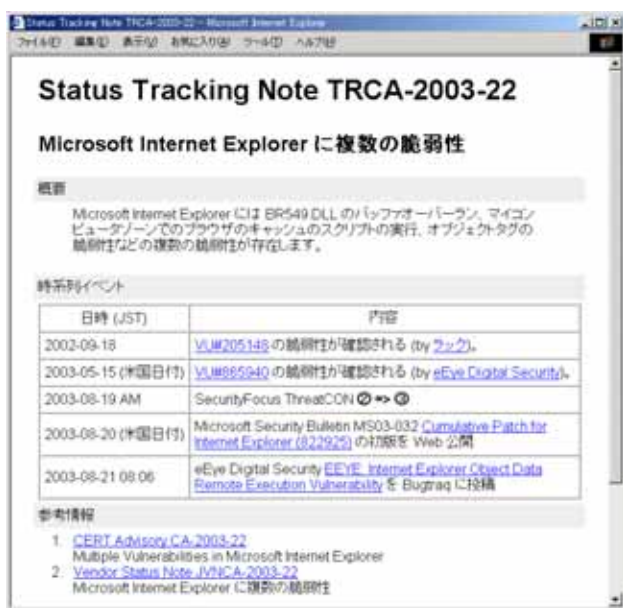 Status Tracking Note TRCA-2003-22 - Microsoft Internet Explorer
ファイル(F) 編集(E) 表示(V) お気に入り(A) ツール(T) ヘルプ(H)
Status Tracking Note TRCA-2003-22
Microsoft Internet Explorer に複数の脆弱性
概要
Microsoft Internet Explorer には BR549.DLL のバッファオーバーラン, マイコン
ピュータゾーンでのブラウザのキャッシュのスクリプトの実行, オブジェクトタグの
脆弱性などの複数の脆弱性が存在します。
時系列イベント
日時 (JST) 内容
2002-09-18 VU#205148 の脆弱性が確認される (by ラック)。
2003-05-15 (米国日付) VU#865940 の脆弱性が確認される (by eEye Digital Security)。
2003-08-19 AM SecurityFocus ThreatCON ② => ③
2003-08-20 (米国日付) Microsoft Security Bulletin MS03-032 Cumulative Patch for
Internet Explorer (822925) の初版を Web 公開
2003-08-21 08:06 eEye Digital Security EEYE: Internet Explorer Object Data
Remote Execution Vulnerability を Bugtraq に投稿
参考情報
1. CERT Advisory CA-2003-22
Multiple Vulnerabilities in Microsoft Internet Explorer
2. Vendor Status Note JVNCA-2003-22
Microsoft Internet Explorer に複数の脆弱性